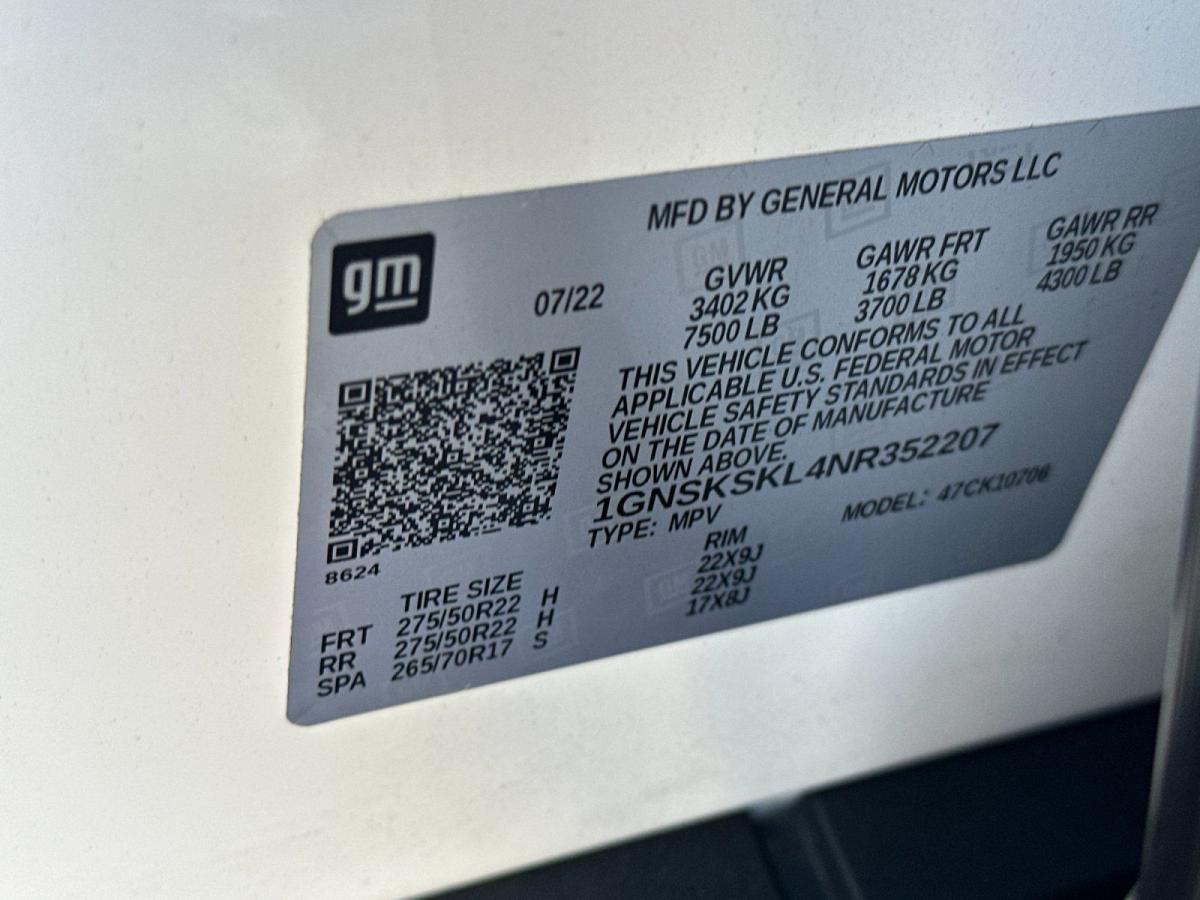 MFD BY GENERAL MOTORS LLC
gm
07/22
GVWR GAWR FRT GAWR RR
3402 KG 1678 KG 1950 KG
7500 LB 3700 LB 4300 LB
THIS VEHICLE CONFORMS TO ALL
APPLICABLE U.S. FEDERAL MOTOR
VEHICLE SAFETY STANDARDS IN EFFECT
ON THE DATE OF MANUFACTURE
SHOWN ABOVE.
1GNSKSKL4NR352207
TYPE: MPV MODEL: 47CK10706
8624
TIRE SIZE RIM
FRT 275/50R22 H 22X9J
RR 275/50R22 H 22X9J
SPA 265/70R17 S 17X8J